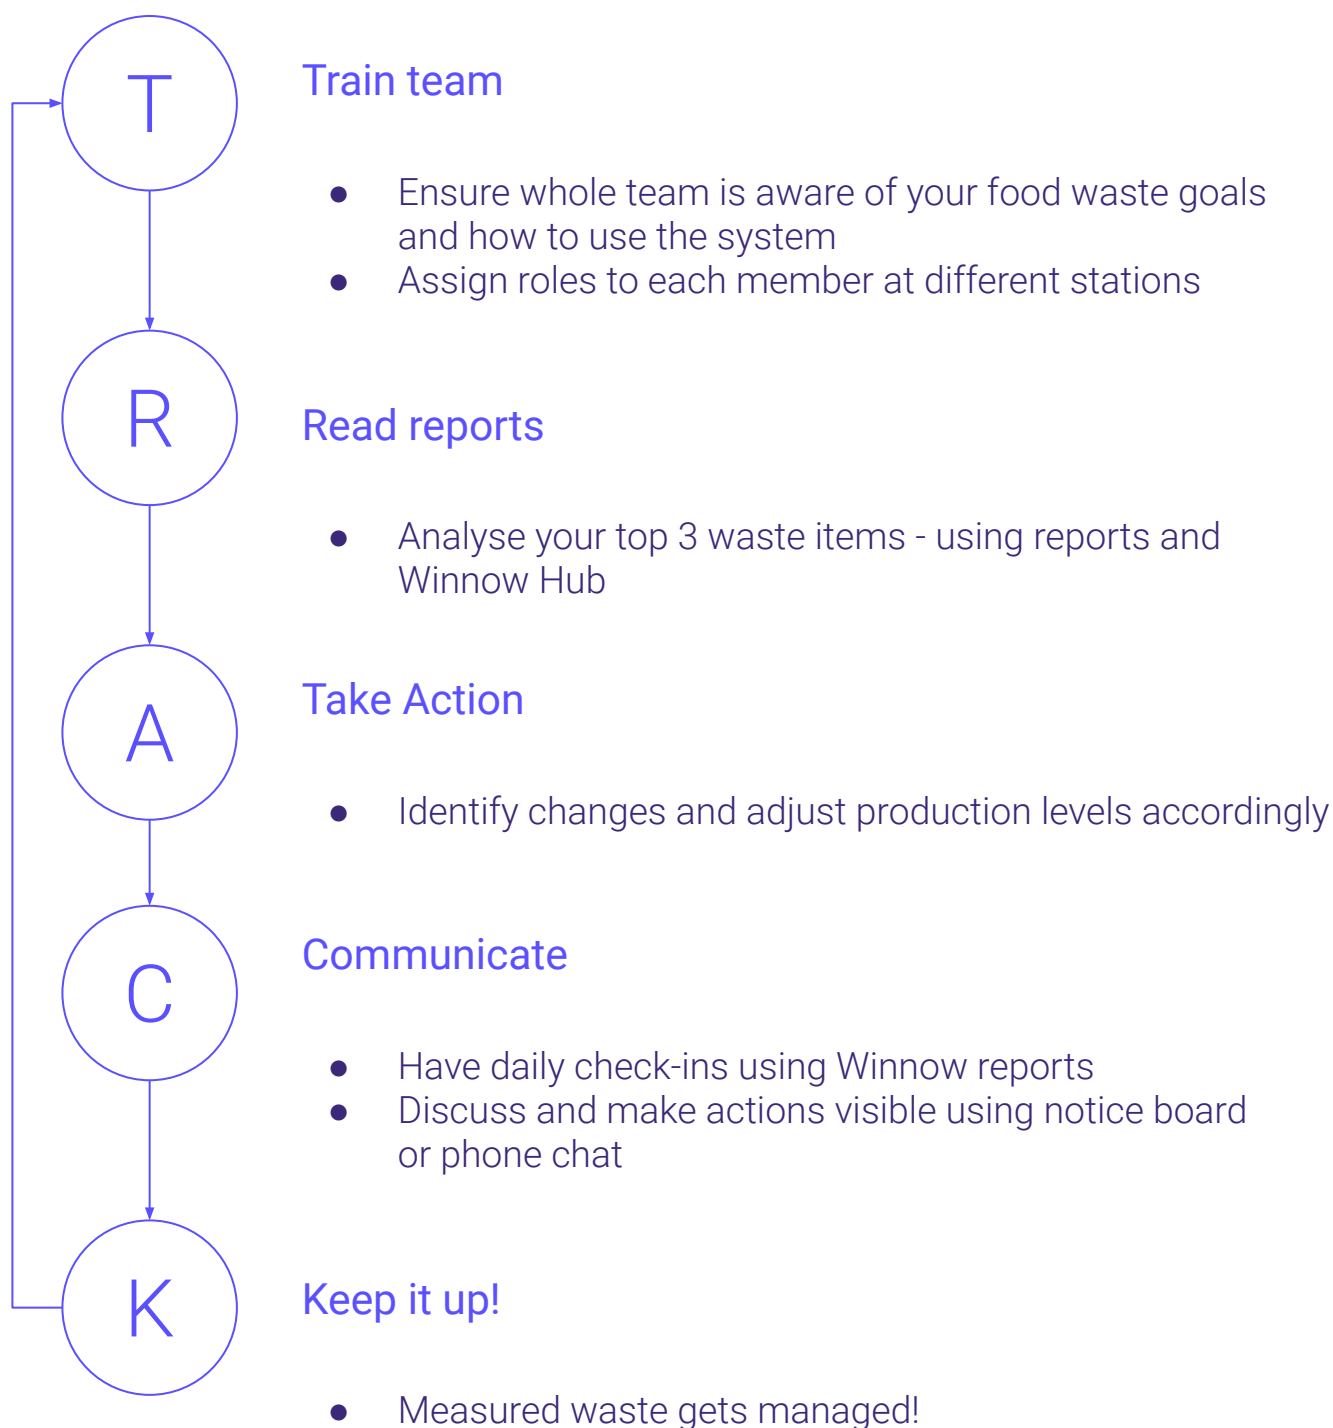 T
Train team
● Ensure whole team is aware of your food waste goals
and how to use the system
● Assign roles to each member at different stations
R
Read reports
● Analyse your top 3 waste items - using reports and
Winnow Hub
A
Take Action
● Identify changes and adjust production levels accordingly
C
Communicate
● Have daily check-ins using Winnow reports
● Discuss and make actions visible using notice board
or phone chat
K
Keep it up!
● Measured waste gets managed!